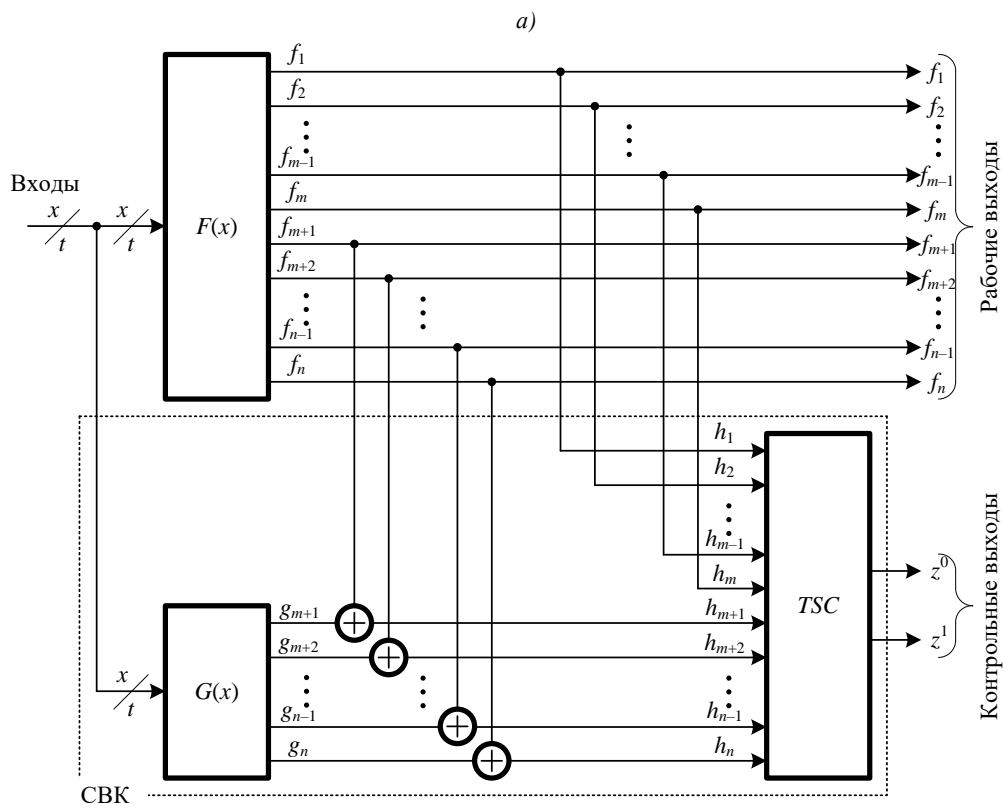 а)
f1
f2
fm–1
fm
fm+1
fm+2
fn–1
fn
Входы
x
t
x
t
F(x)
f1
f2
fm–1
fm
fm+1
fm+2
fn–1
fn
Рабочие выходы
h1
h2
hm–1
hm
hm+1
hm+2
hn–1
hn
TSC
z0
z1
Контрольные выходы
gm+1
gm+2
gn–1
gn
x
t
G(x)
СВК